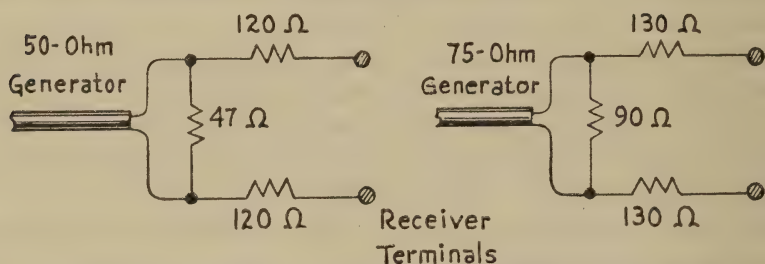 50-Ohm
Generator
120 Ω
47 Ω
120 Ω
75-Ohm
Generator
130 Ω
90 Ω
130 Ω
Receiver
Terminals